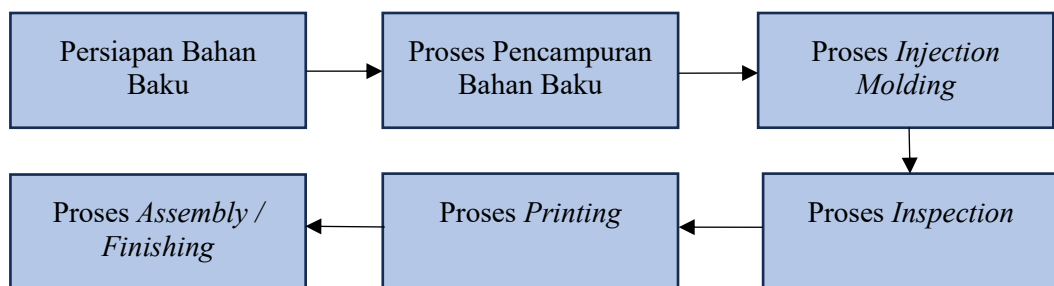 Persiapan Bahan
Baku
Proses Pencampuran
Bahan Baku
Proses Injection
Molding
Proses Inspection
Proses Printing
Proses Assembly /
Finishing